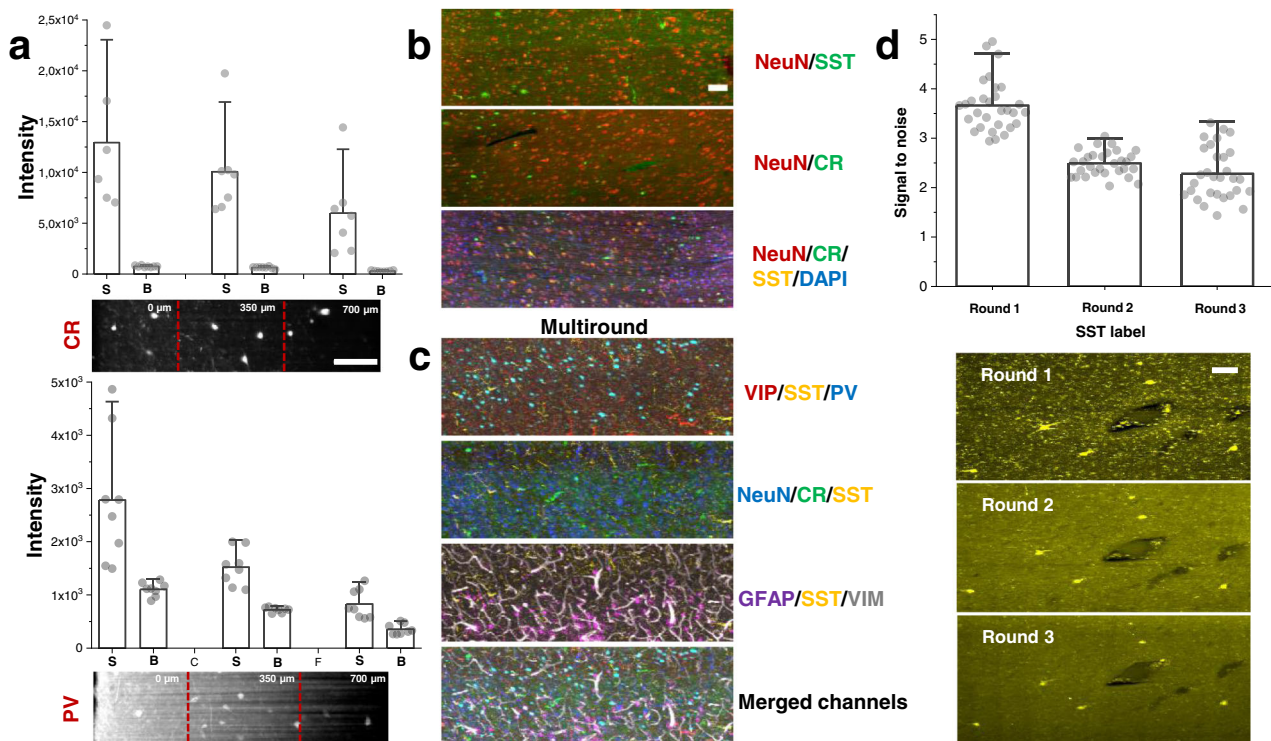 a
Intensity
2,5x10⁴
2,0x10⁴
1,5x10⁴
1,0x10⁴
5,0x10³
0
S B S B S B
CR
0 µm 350 µm 700 µm
Intensity
5x10³
4x10³
3x10³
2x10³
1x10³
0
S B C S B F S B
PV
0 µm 350 µm 700 µm
b
NeuN/SST
NeuN/CR
NeuN/CR/
SST/DAPI
Multiround
c
VIP/SST/PV
NeuN/CR/SST
GFAP/SST/VIM
Merged channels
d
Signal to noise
5
4
3
2
1
0
Round 1 Round 2 Round 3
SST label
Round 1
Round 2
Round 3